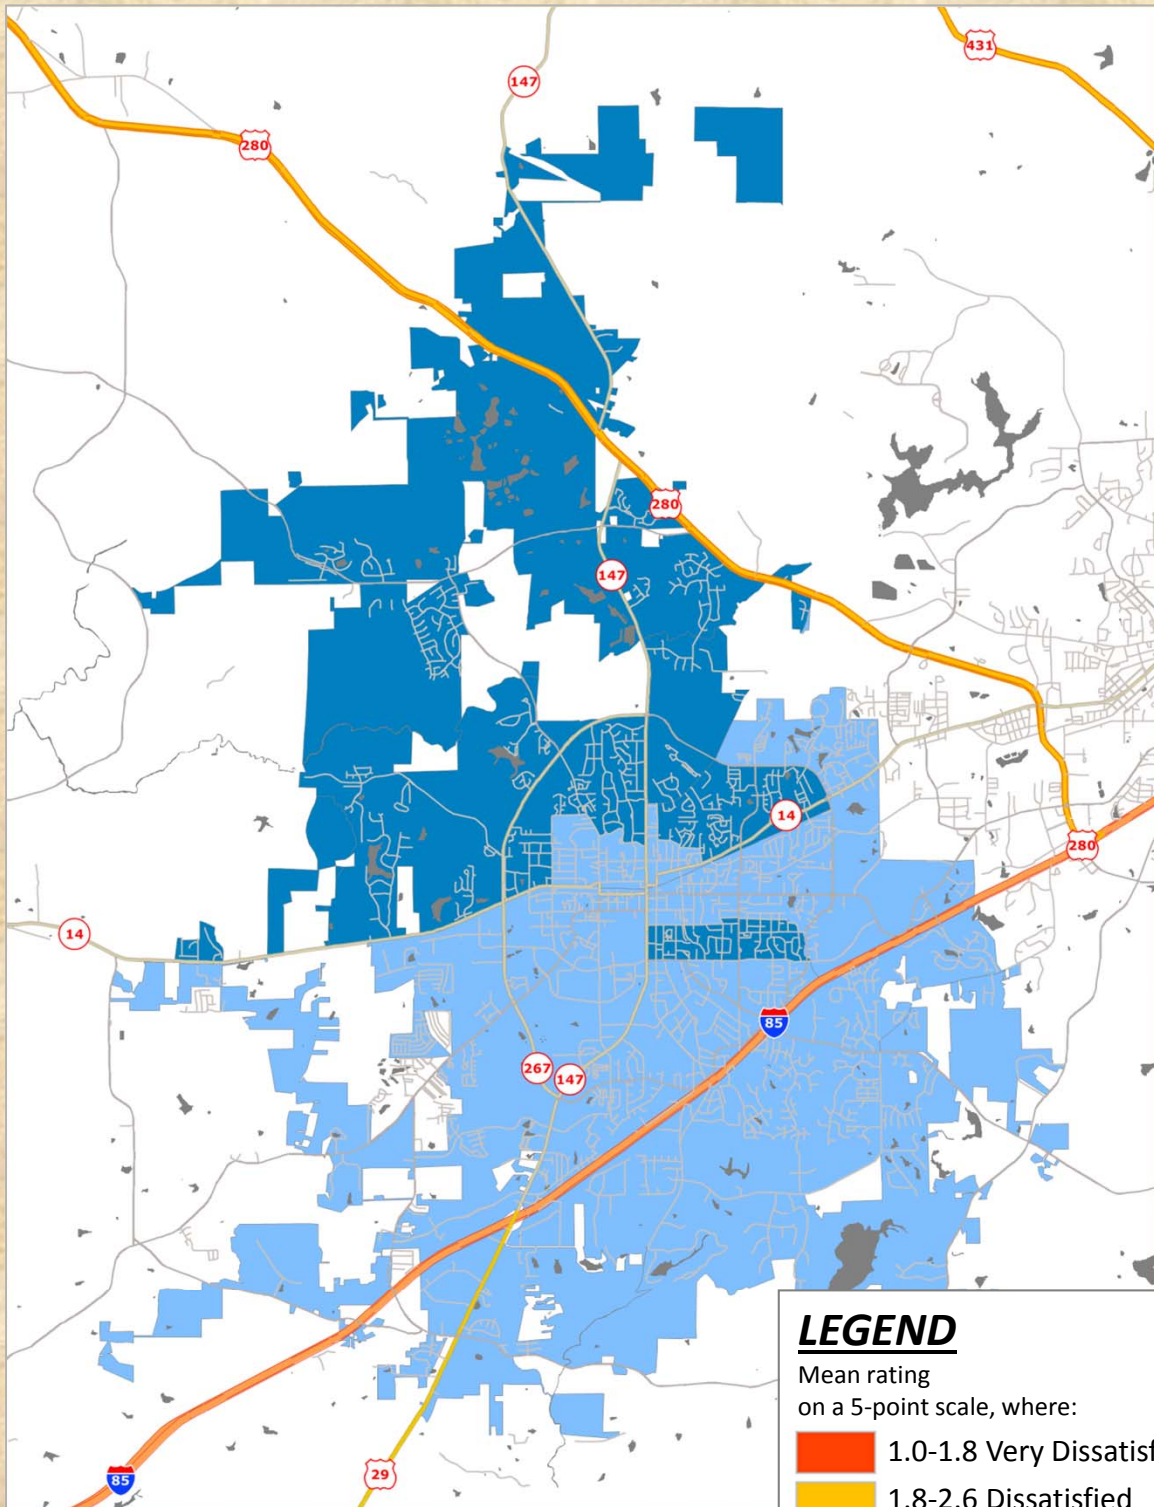 431
147
280
280
147
14
280
14
85
267
147
LEGEND
Mean rating
on a 5-point scale, where:
1.0-1.8 Very Dissatisf
29
85
1.8-2.6 Dissatisfied